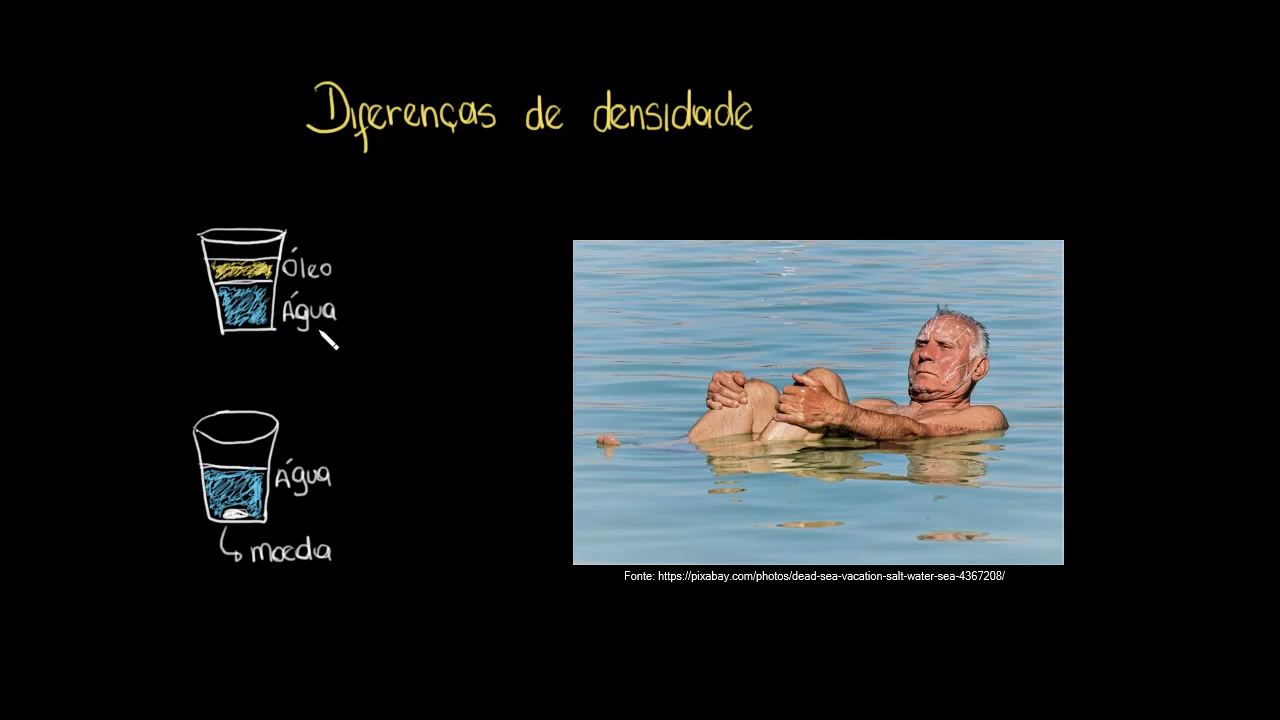 Diferenças de densidade
Óleo
Água
Água
moeda
Fonte: https://pixabay.com/photos/dead-sea-vacation-salt-water-sea-4367208/